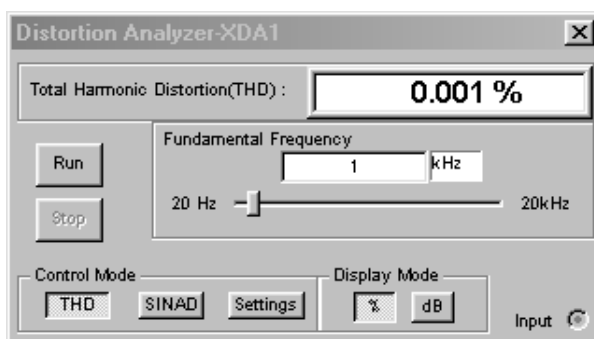 Distortion Analyzer-XDA1
Total Harmonic Distortion(THD) : 0.001 %
Fundamental Frequency
Run
1 kHz
20 Hz 20kHz
Stop
Control Mode Display Mode
THD SINAD Settings % dB
Input